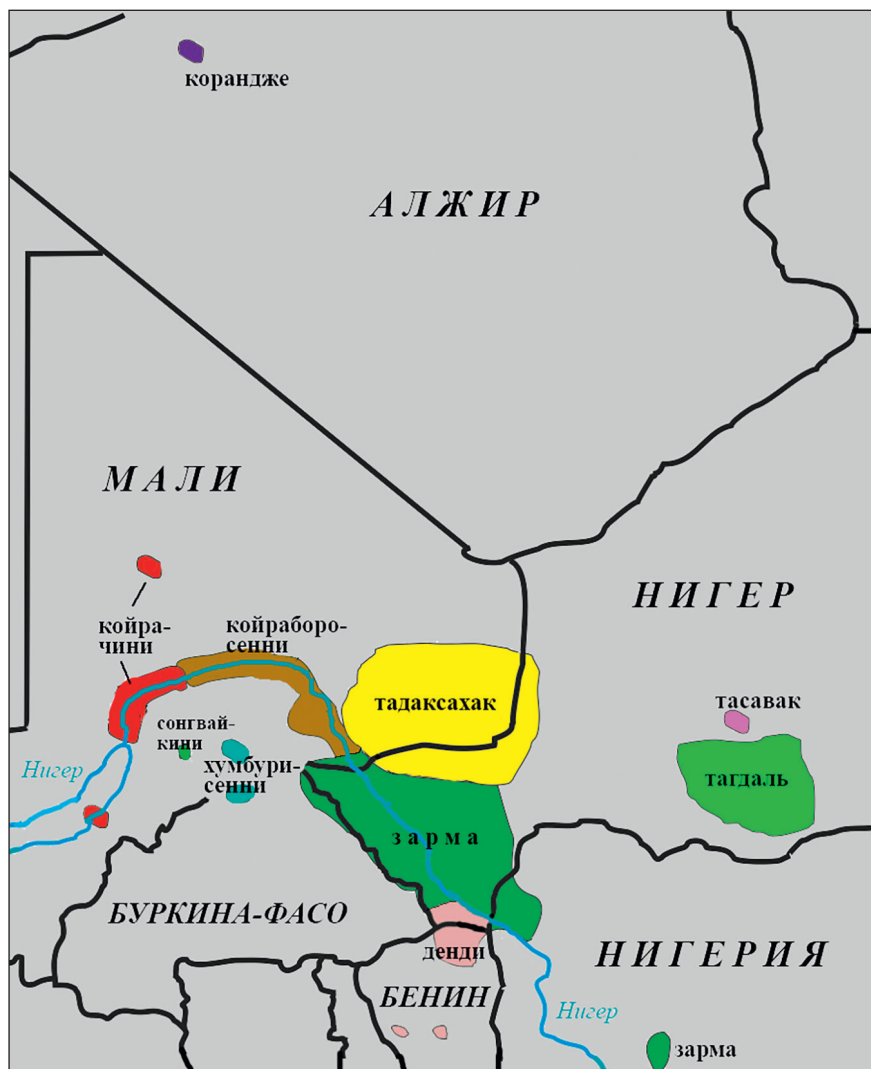 корандже
АЛЖИР
МАЛИ
НИГЕР
койра-
чини
койраборо-
сенни
тадаксахак
тасавак
сонгвай-
кини
хумбури-
сенни
Нигер
тагдаль
зарма
БУРКИНА-ФАСО
денди
НИГЕРИЯ
БЕНИН
Нигер
зарма